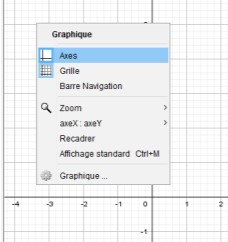 Graphique
Axes
Grille
Barre Navigation
Zoom
axeX : axeY
Recadrer
Affichage standard Ctrl+M
Graphique ...
-4 -3 -2 -1 0 1 2
-1